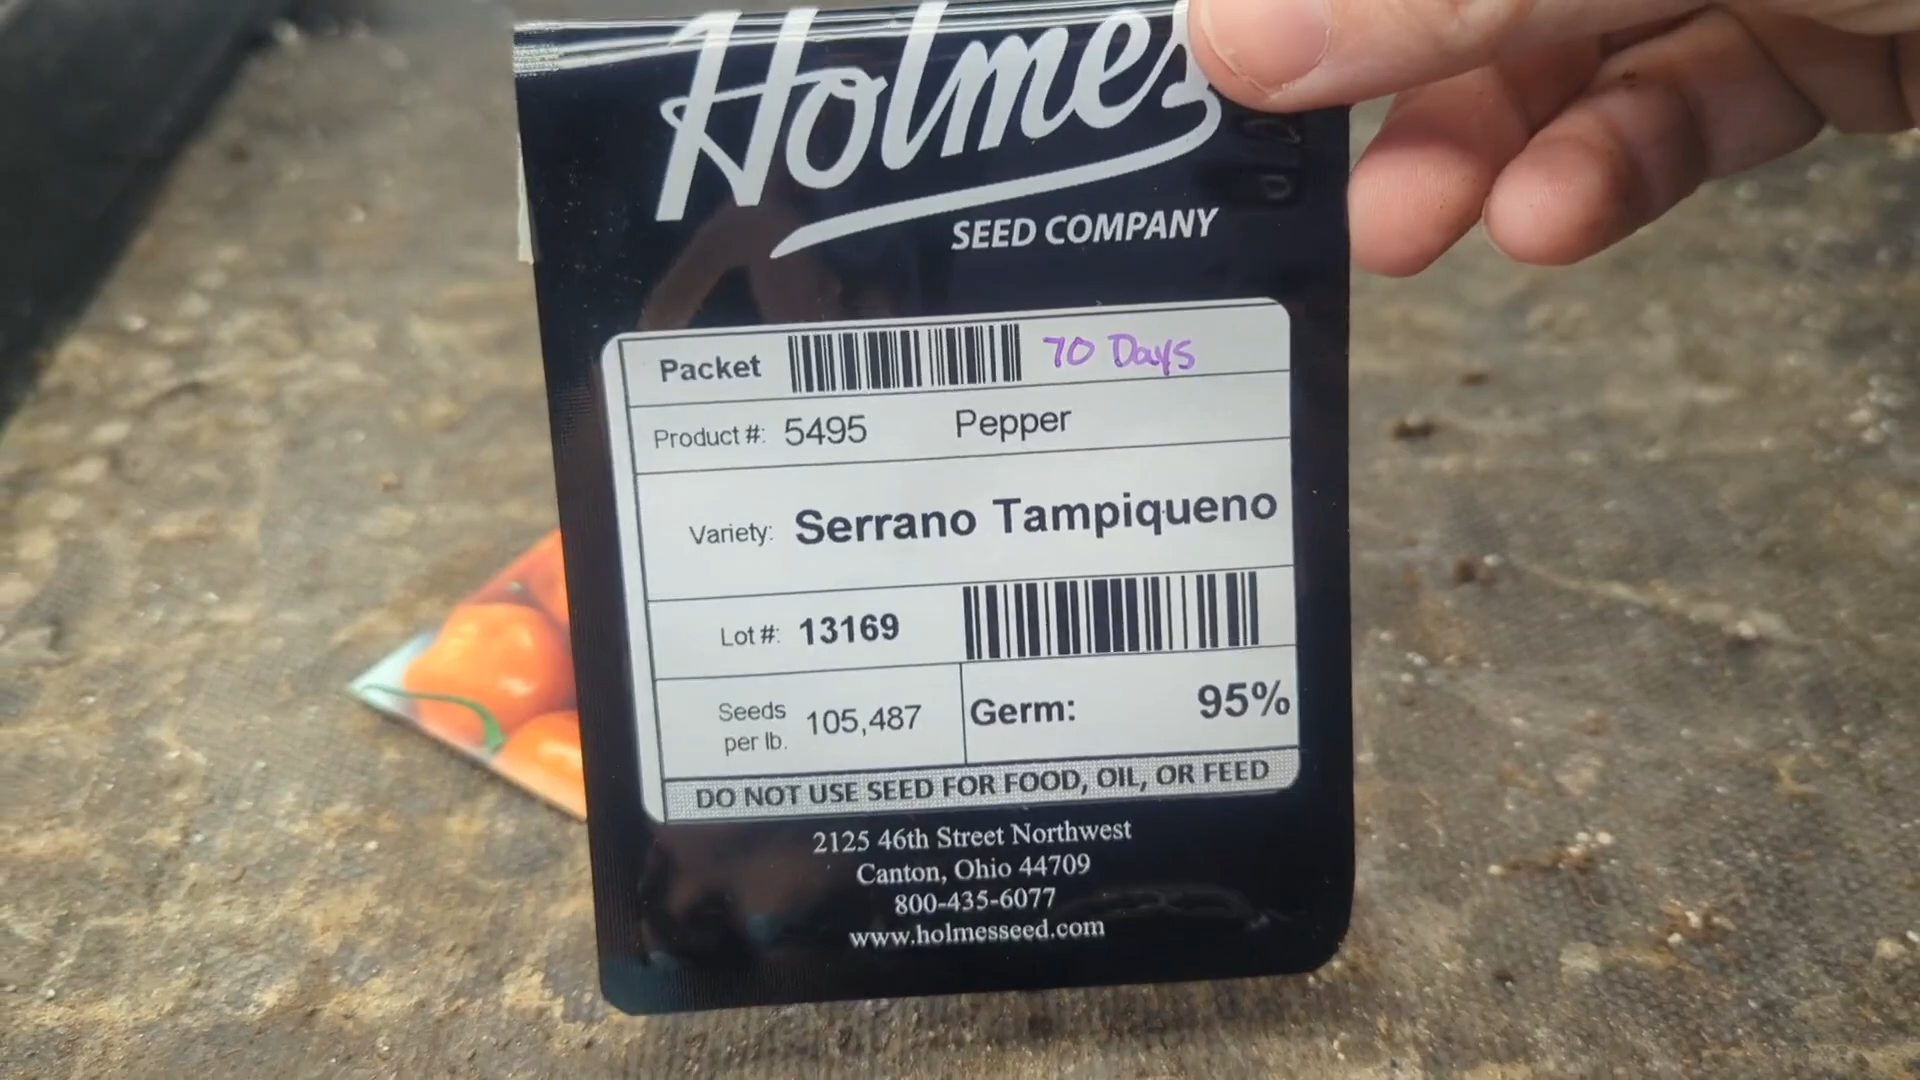 Holmes
SEED COMPANY
Packet 70 Days
Product #: 5495 Pepper
Variety: Serrano Tampiqueno
Lot #: 13169
Seeds per lb. 105,487 Germ: 95%
DO NOT USE SEED FOR FOOD, OIL, OR FEED
2125 46th Street Northwest
Canton, Ohio 44709
800-435-6077
www.holmesseed.com